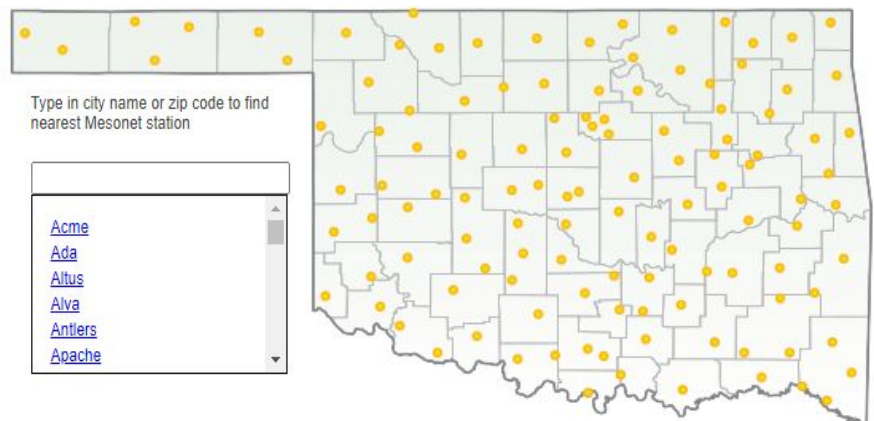 Type in city name or zip code to find
nearest Mesonet station
Acme
Ada
Altus
Alva
Antlers
Apache